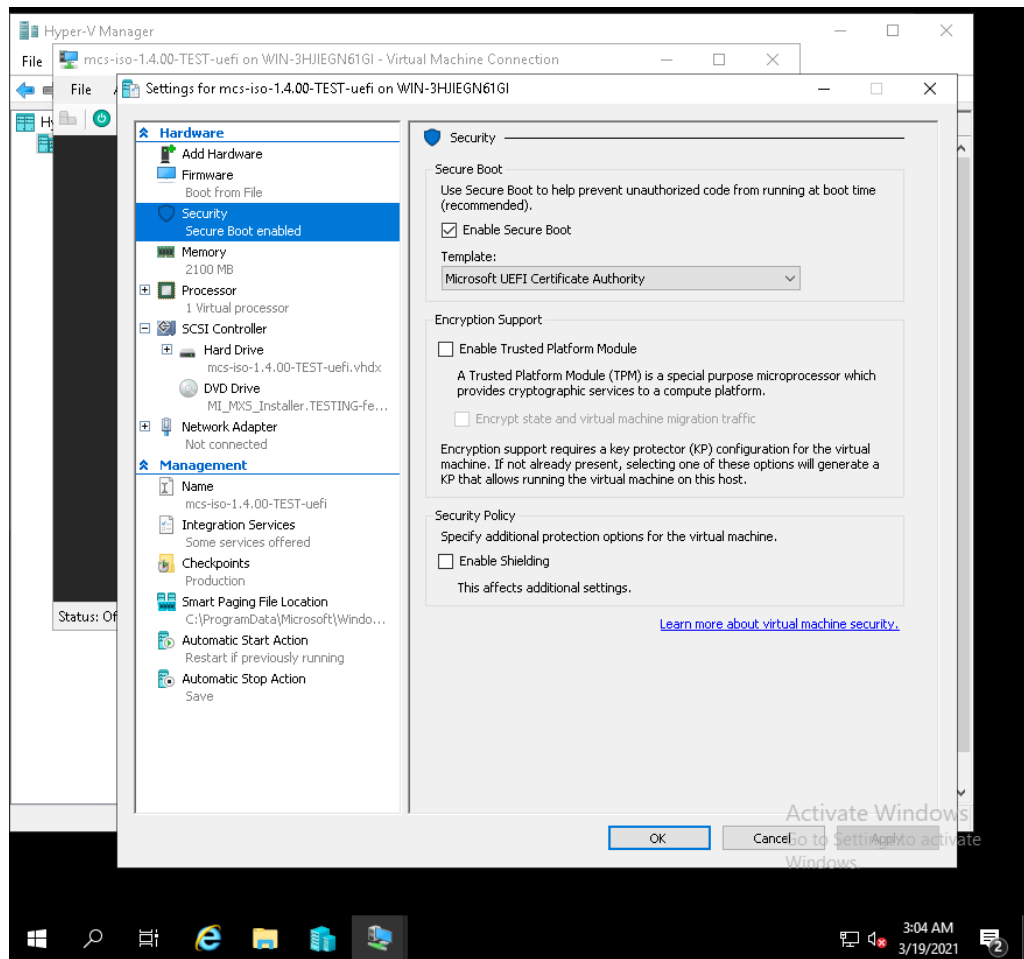 Hyper-V Manager
File
mcs-iso-1.4.00-TEST-uefi on WIN-3HJIEGN61GI - Virtual Machine Connection
File
Settings for mcs-iso-1.4.00-TEST-uefi on WIN-3HJIEGN61GI
Hardware
Add Hardware
Firmware
Boot from File
Security
Secure Boot enabled
Memory
2100 MB
Processor
1 Virtual processor
SCSI Controller
Hard Drive
mcs-iso-1.4.00-TEST-uefi.vhdx
DVD Drive
MI_MXS_Installer.TESTING-fe...
Network Adapter
Not connected
Management
Name
mcs-iso-1.4.00-TEST-uefi
Integration Services
Some services offered
Checkpoints
Production
Smart Paging File Location
C:\ProgramData\Microsoft\Windo...
Automatic Start Action
Restart if previously running
Automatic Stop Action
Save
Security
Secure Boot
Use Secure Boot to help prevent unauthorized code from running at boot time
(recommended).
Enable Secure Boot
Template:
Microsoft UEFI Certificate Authority
Encryption Support
Enable Trusted Platform Module
A Trusted Platform Module (TPM) is a special purpose microprocessor which
provides cryptographic services to a compute platform.
Encrypt state and virtual machine migration traffic
Encryption support requires a key protector (KP) configuration for the virtual
machine. If not already present, selecting one of these options will generate a
KP that allows running the virtual machine on this host.
Security Policy
Specify additional protection options for the virtual machine.
Enable Shielding
This affects additional settings.
Learn more about virtual machine security.
Status: Of
OK
Cancel
Apply
Activate Windows
Go to Settings to activate
Windows.
3:04 AM
3/19/2021
2